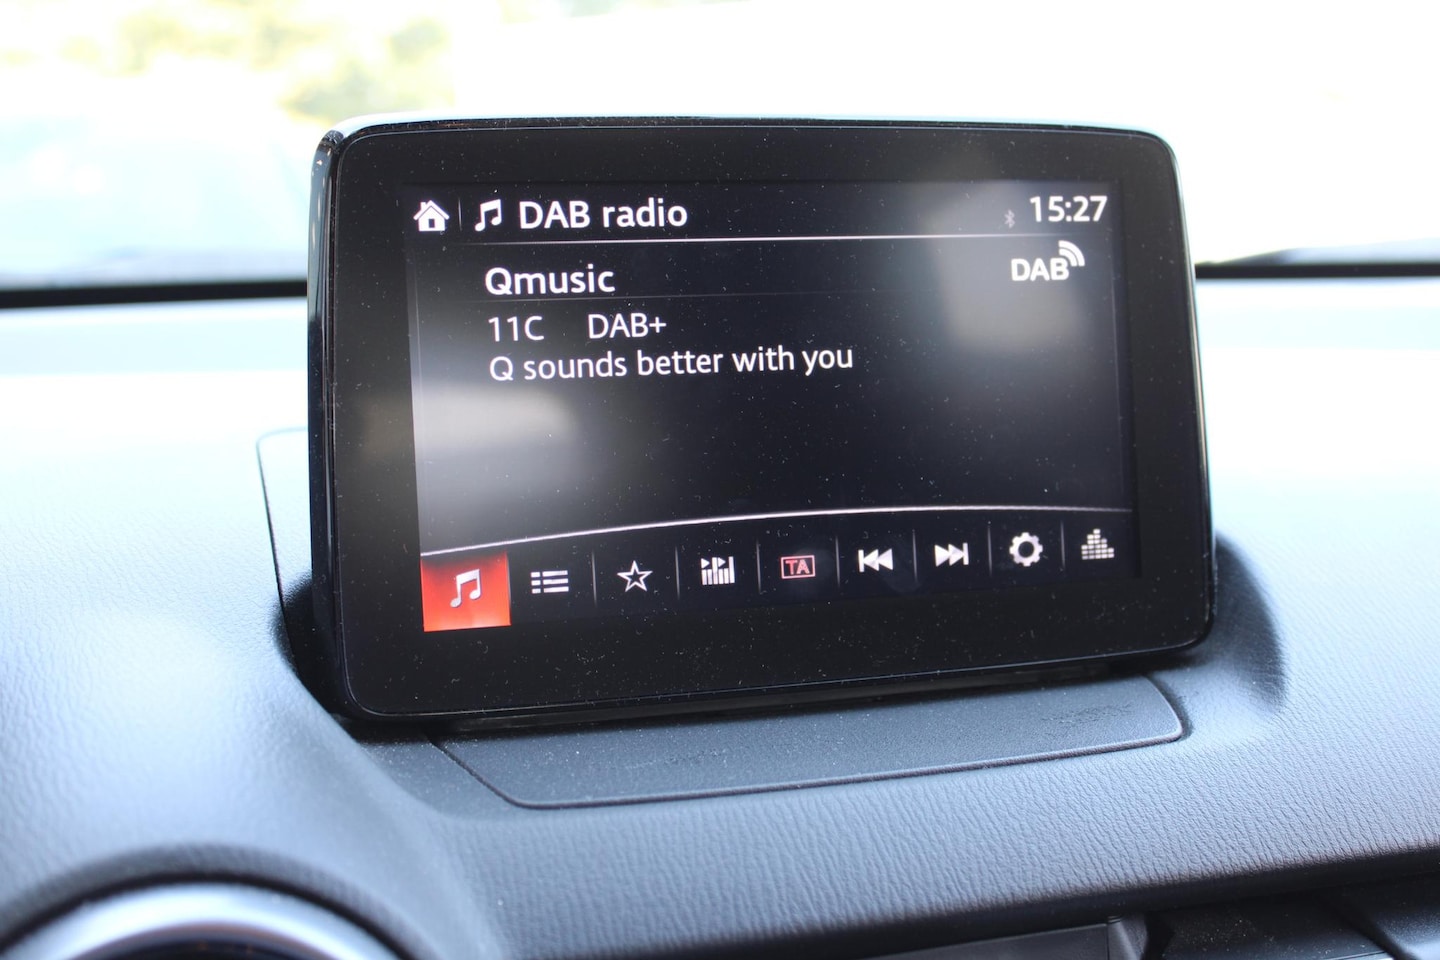 DAB radio 15:27
Qmusic DAB
11C DAB+
Q sounds better with you
TA